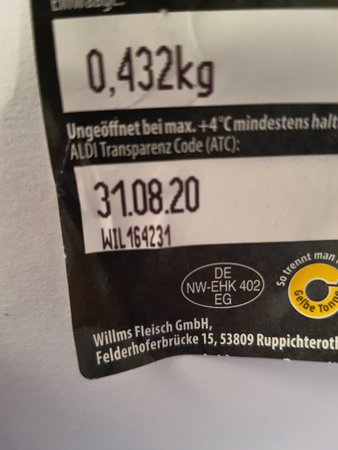 0,432kg
Ungeöffnet bei max. +4 °C mindestens halt
ALDI Transparenz Code (ATC):
31.08.20
WIL164231
DE
NW-EHK 402
EG
So trennt man
Gelbe Tonne
Willms Fleisch GmbH,
Felderhoferbrücke 15, 53809 Ruppichterot